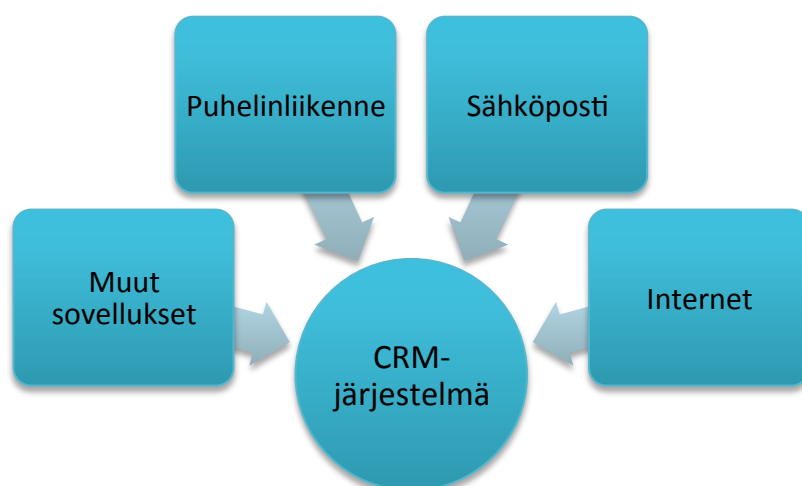 Puhelinliikenne
Sähköposti
Muut
sovellukset
Internet
CRM-
järjestelmä